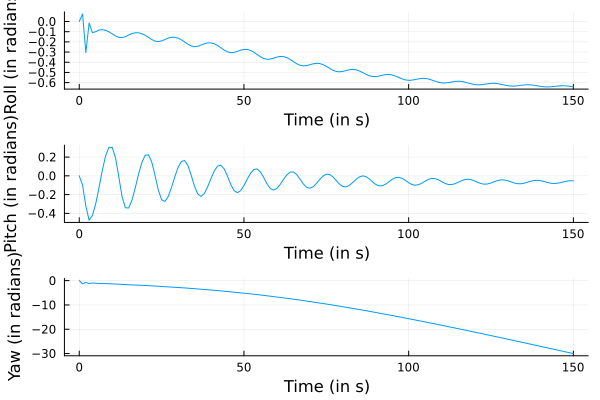 Roll (in radians)
0.0
−0.1
−0.2
−0.3
−0.4
−0.5
−0.6
0 50 100 150
Time (in s)
Pitch (in radians)
0.2
0.0
−0.2
−0.4
0 50 100 150
Time (in s)
Yaw (in radians)
0
−10
−20
−30
0 50 100 150
Time (in s)